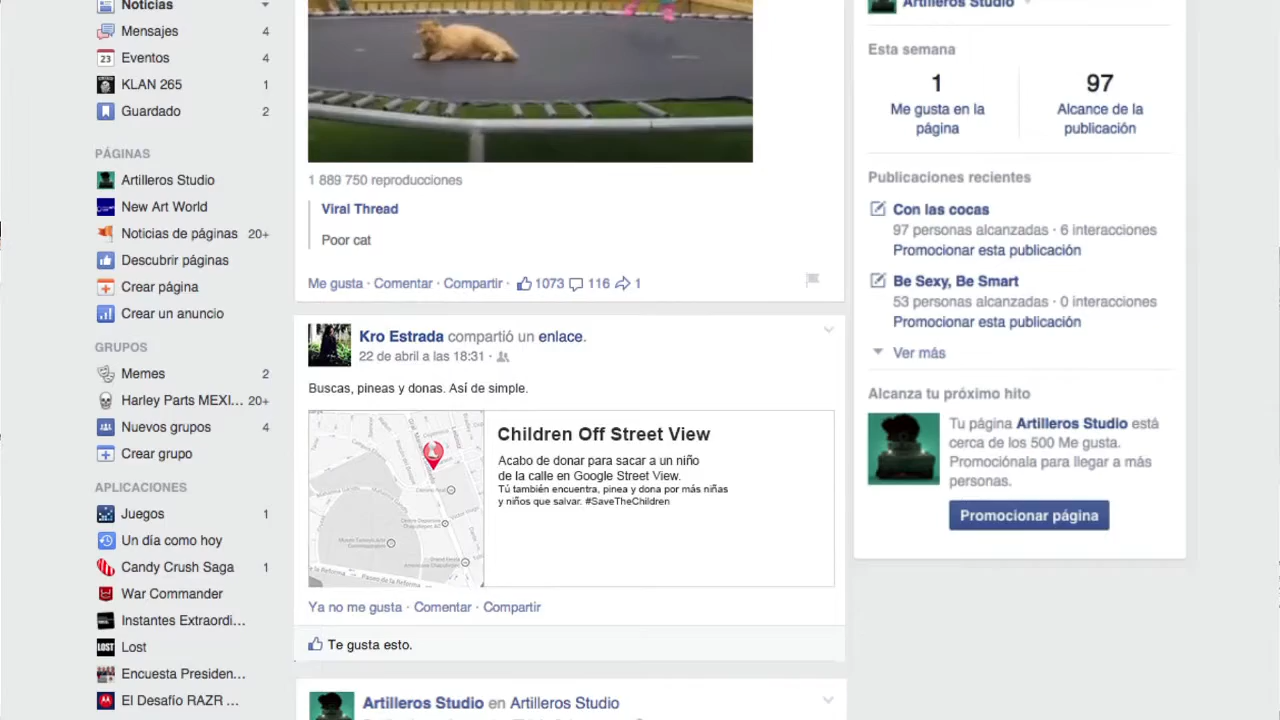 Noticias
Mensajes 4
23 Eventos 4
KLAN 265 1
Guardado 2
PÁGINAS
Artilleros Studio
New Art World
Noticias de páginas 20+
Descubrir páginas
Crear página
Crear un anuncio
GRUPOS
Memes 2
Harley Parts MEXI... 20+
Nuevos grupos 4
Crear grupo
APLICACIONES
Juegos 1
Un día como hoy
Candy Crush Saga 1
War Commander
Instantes Extraordi...
LOST Lost
Encuesta Presiden...
El Desafío RAZR ...
1 889 750 reproducciones
Viral Thread
Poor cat
Me gusta · Comentar · Compartir · 1073 116 1
Kro Estrada compartió un enlace.
22 de abril a las 18:31 ·
Buscas, pineas y donas. Así de simple.
Children Off Street View
Acabo de donar para sacar a un niño
de la calle en Google Street View.
Tú también encuentra, pinea y dona por más niñas
y niños que salvar. #SaveTheChildren
Paseo de la Reforma
Ya no me gusta · Comentar · Compartir
Te gusta esto.
Artilleros Studio en Artilleros Studio
Artilleros Studio
Esta semana
1
Me gusta en la
página
97
Alcance de la
publicación
Publicaciones recientes
Con las cocas
97 personas alcanzadas · 6 interacciones
Promocionar esta publicación
Be Sexy, Be Smart
53 personas alcanzadas · 0 interacciones
Promocionar esta publicación
Ver más
Alcanza tu próximo hito
Tu página Artilleros Studio está
cerca de los 500 Me gusta.
Promociónala para llegar a más
personas.
Promocionar página